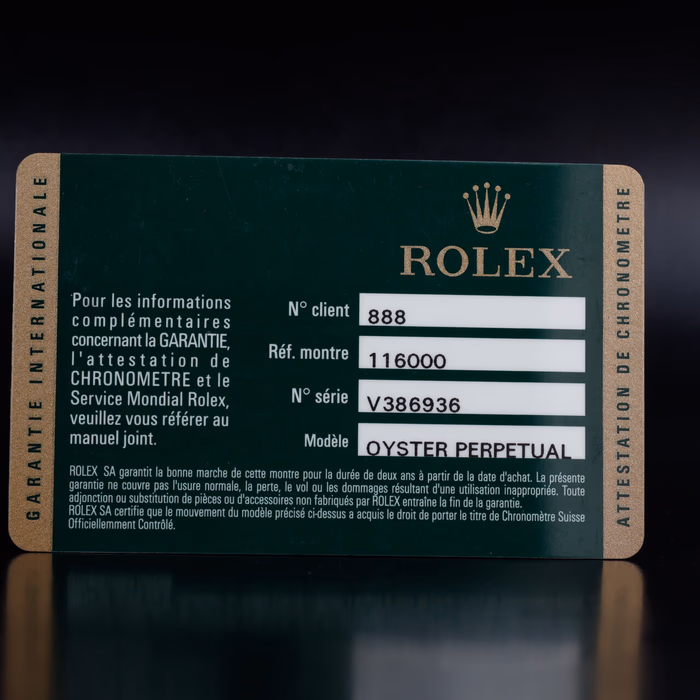 GARANTIE INTERNATIONALE
ROLEX
Pour les informations
complémentaires
concernant la GARANTIE,
l'attestation de
CHRONOMETRE et le
Service Mondial Rolex,
veuillez vous référer au
manuel joint.
N° client 888
Réf. montre 116000
N° série V386936
Modèle OYSTER PERPETUAL
ROLEX SA garantit la bonne marche de cette montre pour la durée de deux ans à partir de la date d'achat. La présente
garantie ne couvre pas l'usure normale, la perte, le vol ou les dommages résultant d'une utilisation inappropriée. Toute
adjonction ou substitution de pièces ou d'accessoires non fabriqués par ROLEX entraîne la fin de la garantie.
ROLEX SA certifie que le mouvement du modèle précisé ci-dessus a acquis le droit de porter le titre de Chronomètre Suisse
Officiellemment Contrôlé.
ATTESTATION DE CHRONOMETRE